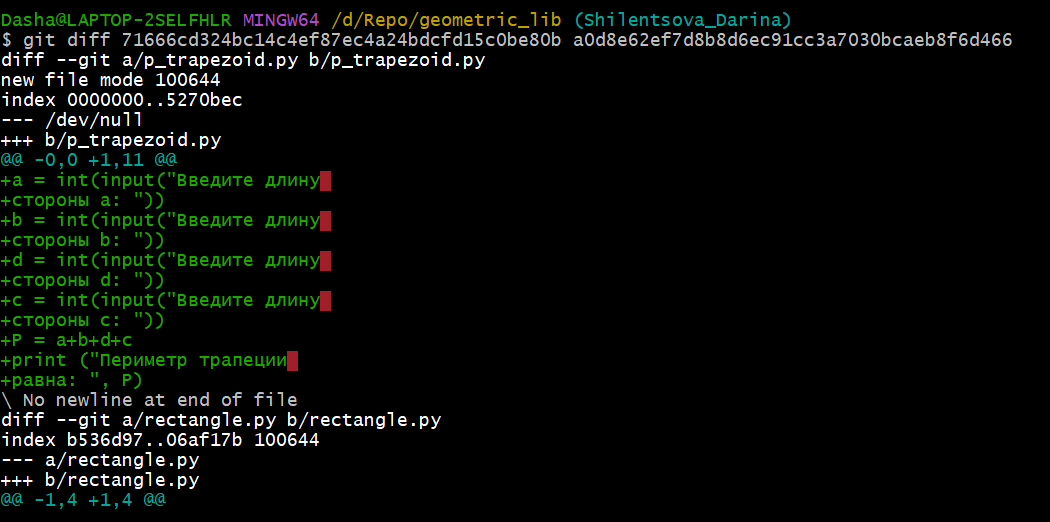 Dasha@LAPTOP-2SELFHLR MINGW64 /d/Repo/geometric_lib (Shilentsova_Darina)
$ git diff 71666cd324bc14c4ef87ec4a24bdcfd15c0be80b a0d8e62ef7d8b8d6ec91cc3a7030bcaeb8f6d466
diff --git a/p_trapezoid.py b/p_trapezoid.py
new file mode 100644
index 0000000..5270bec
--- /dev/null
+++ b/p_trapezoid.py
@@ -0,0 +1,11 @@
+a = int(input("Введите длину
+стороны a: "))
+b = int(input("Введите длину
+стороны b: "))
+d = int(input("Введите длину
+стороны d: "))
+c = int(input("Введите длину
+стороны c: "))
+P = a+b+d+c
+print ("Периметр трапеции
+равна: ", P)
\ No newline at end of file
diff --git a/rectangle.py b/rectangle.py
index b536d97..06af17b 100644
--- a/rectangle.py
+++ b/rectangle.py
@@ -1,4 +1,4 @@